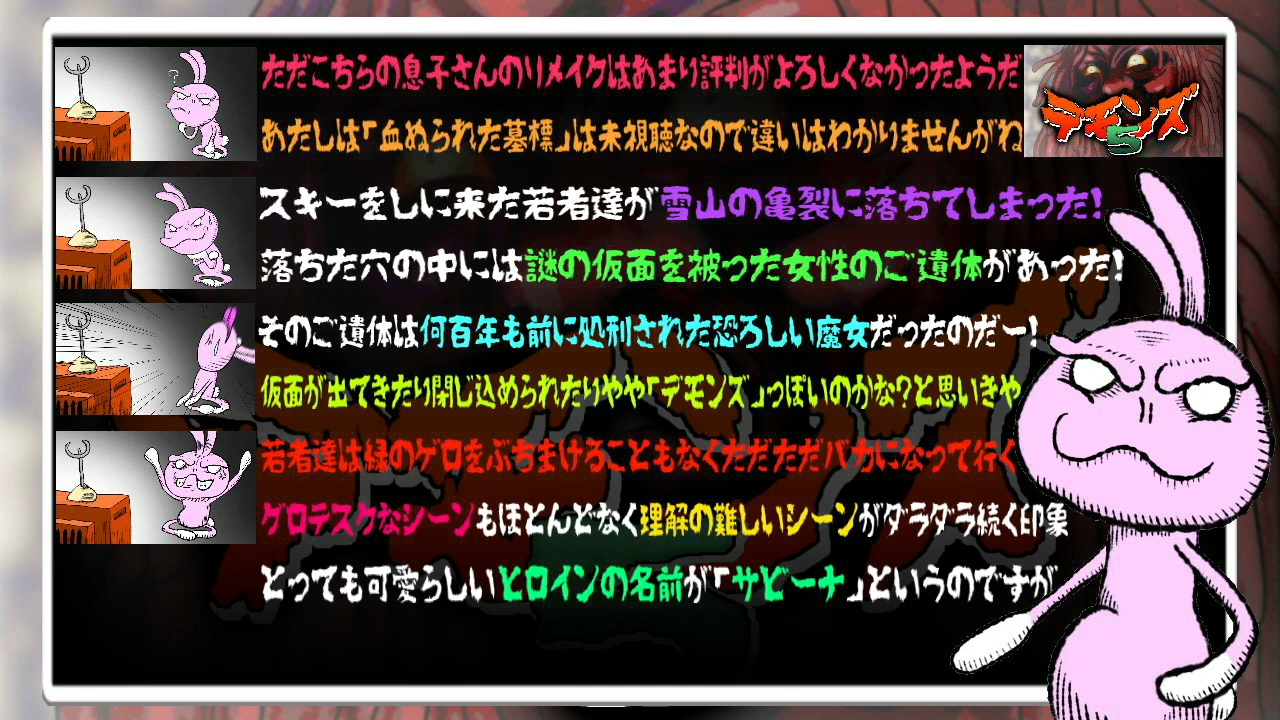 ただこちらの息子さんのリメイクはあまり評判がよろしくなかったようだ
デモンズ5
あたしは「血ぬられた墓標」は未視聴なので違いはわかりませんがね
スキーをしに来た若者達が雪山の亀裂に落ちてしまった!
落ちた穴の中には謎の仮面を被った女性のご遺体があった!
そのご遺体は何百年も前に処刑された恐ろしい魔女だったのだー!
仮面が出てきたり閉じ込められたりやや「デモンズ」っぽいのかな?と思いきや
若者達は緑のゲロをぶちまけることもなくただただバカになって行く
ゲロテスクなシーンもほとんどなく理解の難しいシーンがダラダラ続く印象
とっても可愛らしいヒロインの名前が「サビーナ」というのですが